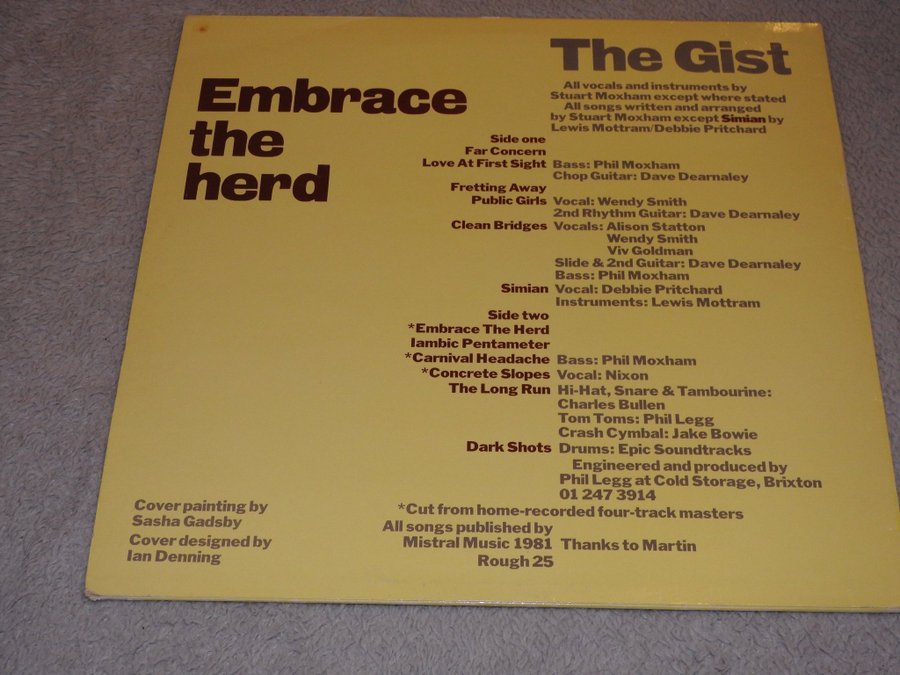 The Gist
Embrace
the
herd
All vocals and instruments by
Stuart Moxham except where stated
All songs written and arranged
by Stuart Moxham except Simian by
Lewis Mottram/Debbie Pritchard
Side one
Far Concern
Love At First Sight Bass: Phil Moxham
Chop Guitar: Dave Dearnaley
Fretting Away
Public Girls Vocal: Wendy Smith
2nd Rhythm Guitar: Dave Dearnaley
Clean Bridges Vocals: Alison Statton
Wendy Smith
Viv Goldman
Slide & 2nd Guitar: Dave Dearnaley
Bass: Phil Moxham
Simian Vocal: Debbie Pritchard
Instruments: Lewis Mottram
Side two
*Embrace The Herd
Iambic Pentameter
*Carnival Headache Bass: Phil Moxham
*Concrete Slopes Vocal: Nixon
The Long Run Hi-Hat, Snare & Tambourine:
Charles Bullen
Tom Toms: Phil Legg
Crash Cymbal: Jake Bowie
Dark Shots Drums: Epic Soundtracks
Engineered and produced by
Phil Legg at Cold Storage, Brixton
01 247 3914
*Cut from home-recorded four-track masters
All songs published by
Mistral Music 1981 Thanks to Martin
Rough 25
Cover painting by
Sasha Gadsby
Cover designed by
Ian Denning